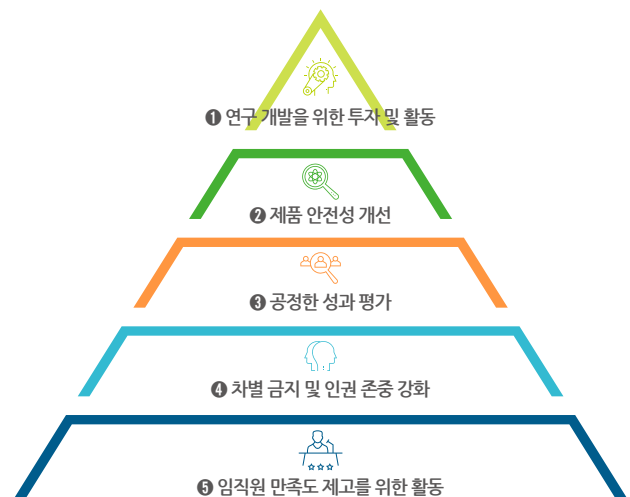 ❶ 연구 개발을 위한 투자 및 활동
❷ 제품 안전성 개선
❸ 공정한 성과 평가
❹ 차별 금지 및 인권 존중 강화
❺ 임직원 만족도 제고를 위한 활동